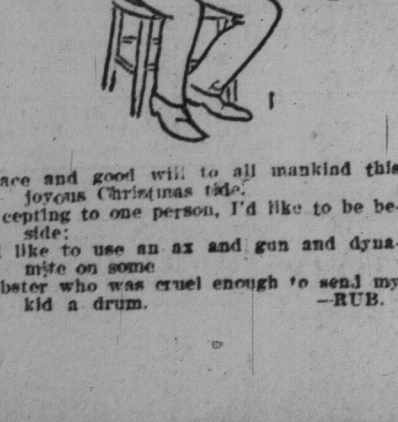 ace and good will to all mankind this
joyous Christmas tide.
cepting to one person, I'd like to be be-
side;
like to use an ax and gun and dyna-
mite on some
bster who was cruel enough to send my
kid a drum. —RUB.